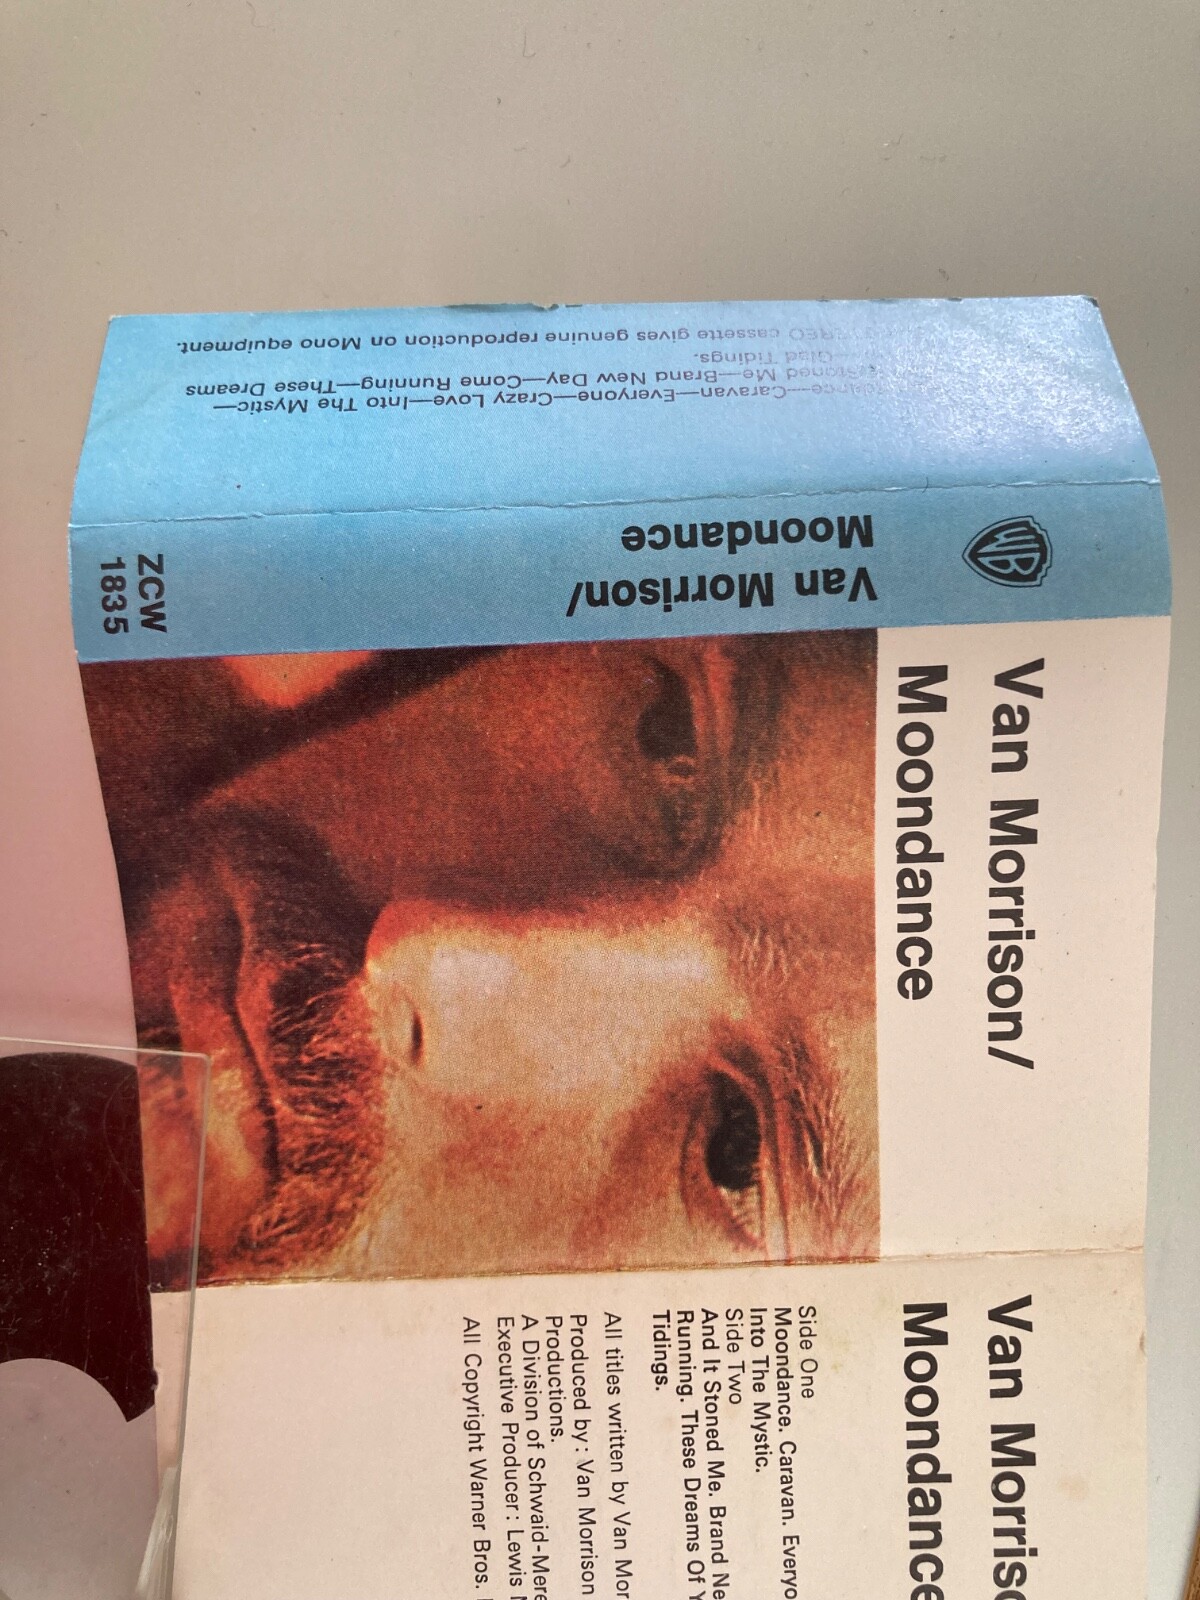 cassette gives genuine reproduction on Mono equipment.
Caravan—Everyone—Crazy Love—Into The Mystic—
Stoned Me—Brand New Day—Come Running—These Dreams
Glad Tidings.
Van Morrison/
Moondance
ZCW
1835
WB
Van Morrison/
Moondance
Van Morriso
Moondance
Side One
Moondance. Caravan. Everyo
Into The Mystic.
Side Two
And It Stoned Me. Brand Ne
Running. These Dreams Of Y
Tidings.
All titles written by Van Mor
Produced by: Van Morrison
Productions.
A Division of Schwaid-Mere
Executive Producer: Lewis
All Copyright Warner Bros.